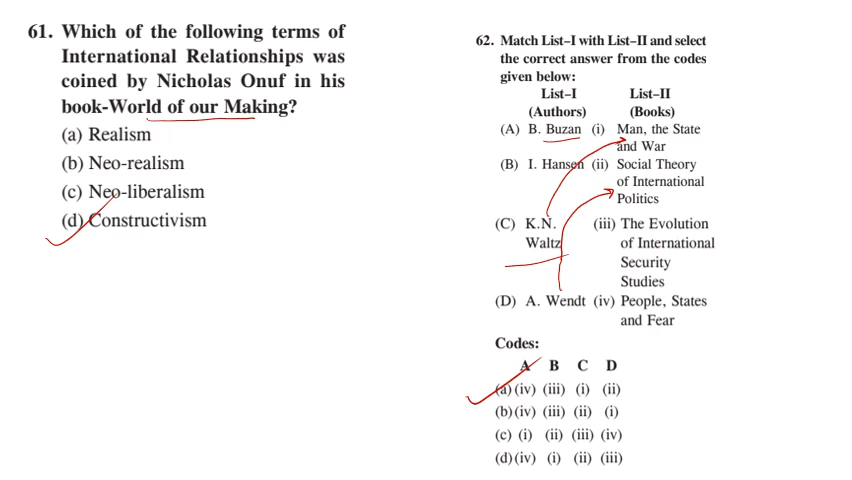 61. Which of the following terms of
International Relationships was
coined by Nicholas Onuf in his
book-World of our Making?
(a) Realism
(b) Neo-realism
(c) Neo-liberalism
(d) Constructivism
62. Match List–I with List–II and select
the correct answer from the codes
given below:
List–I List–II
(Authors) (Books)
(A) B. Buzan (i) Man, the State
and War
(B) I. Hansen (ii) Social Theory
of International
Politics
(C) K.N. (iii) The Evolution
Waltz of International
Security
Studies
(D) A. Wendt (iv) People, States
and Fear
Codes:
A B C D
(a) (iv) (iii) (i) (ii)
(b) (iv) (iii) (ii) (i)
(c) (i) (ii) (iii) (iv)
(d) (iv) (i) (ii) (iii)